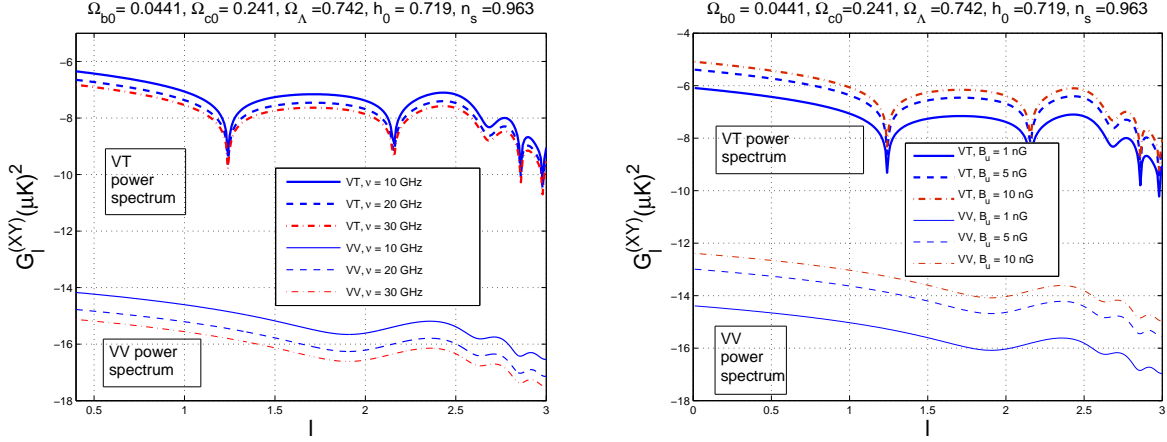 Ω_b0 = 0.0441, Ω_c0 =0.241, Ω_Λ =0.742, h_0 = 0.719, n_s =0.963
−6
−8
−10
−12
−14
−16
−18
G_l^(XY) (μK)^2
VT
power
spectrum
VT, ν = 10 GHz
VT, ν = 20 GHz
VT, ν = 30 GHz
VV, ν = 10 GHz
VV, ν = 20 GHz
VV, ν = 30 GHz
VV power
spectrum
0.5
1
1.5
2
2.5
3
l
Ω_b0 = 0.0441, Ω_c0 =0.241, Ω_Λ =0.742, h_0 = 0.719, n_s =0.963
−4
−6
−8
−10
−12
−14
−16
−18
G_l^(XY) (μK)^2
VT power
spectrum
VT, B_u = 1 nG
VT, B_u = 5 nG
VT, B_u = 10 nG
VV, B_u = 1 nG
VV, B_u = 5 nG
VV, B_u = 10 nG
VV
power
spectrum
0
0.5
1
1.5
2
2.5
3
l